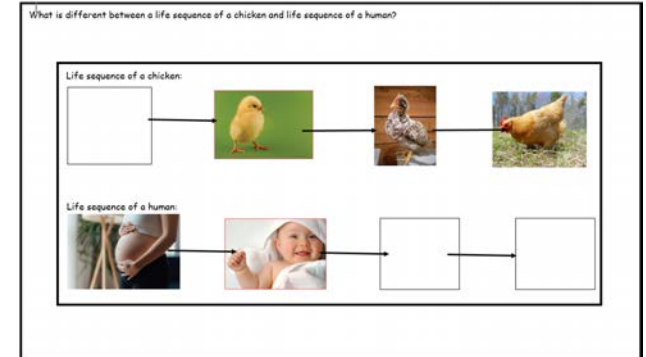 What is different between a life sequence of a chicken and life sequence of a human?
Life sequence of a chicken:
Life sequence of a human: